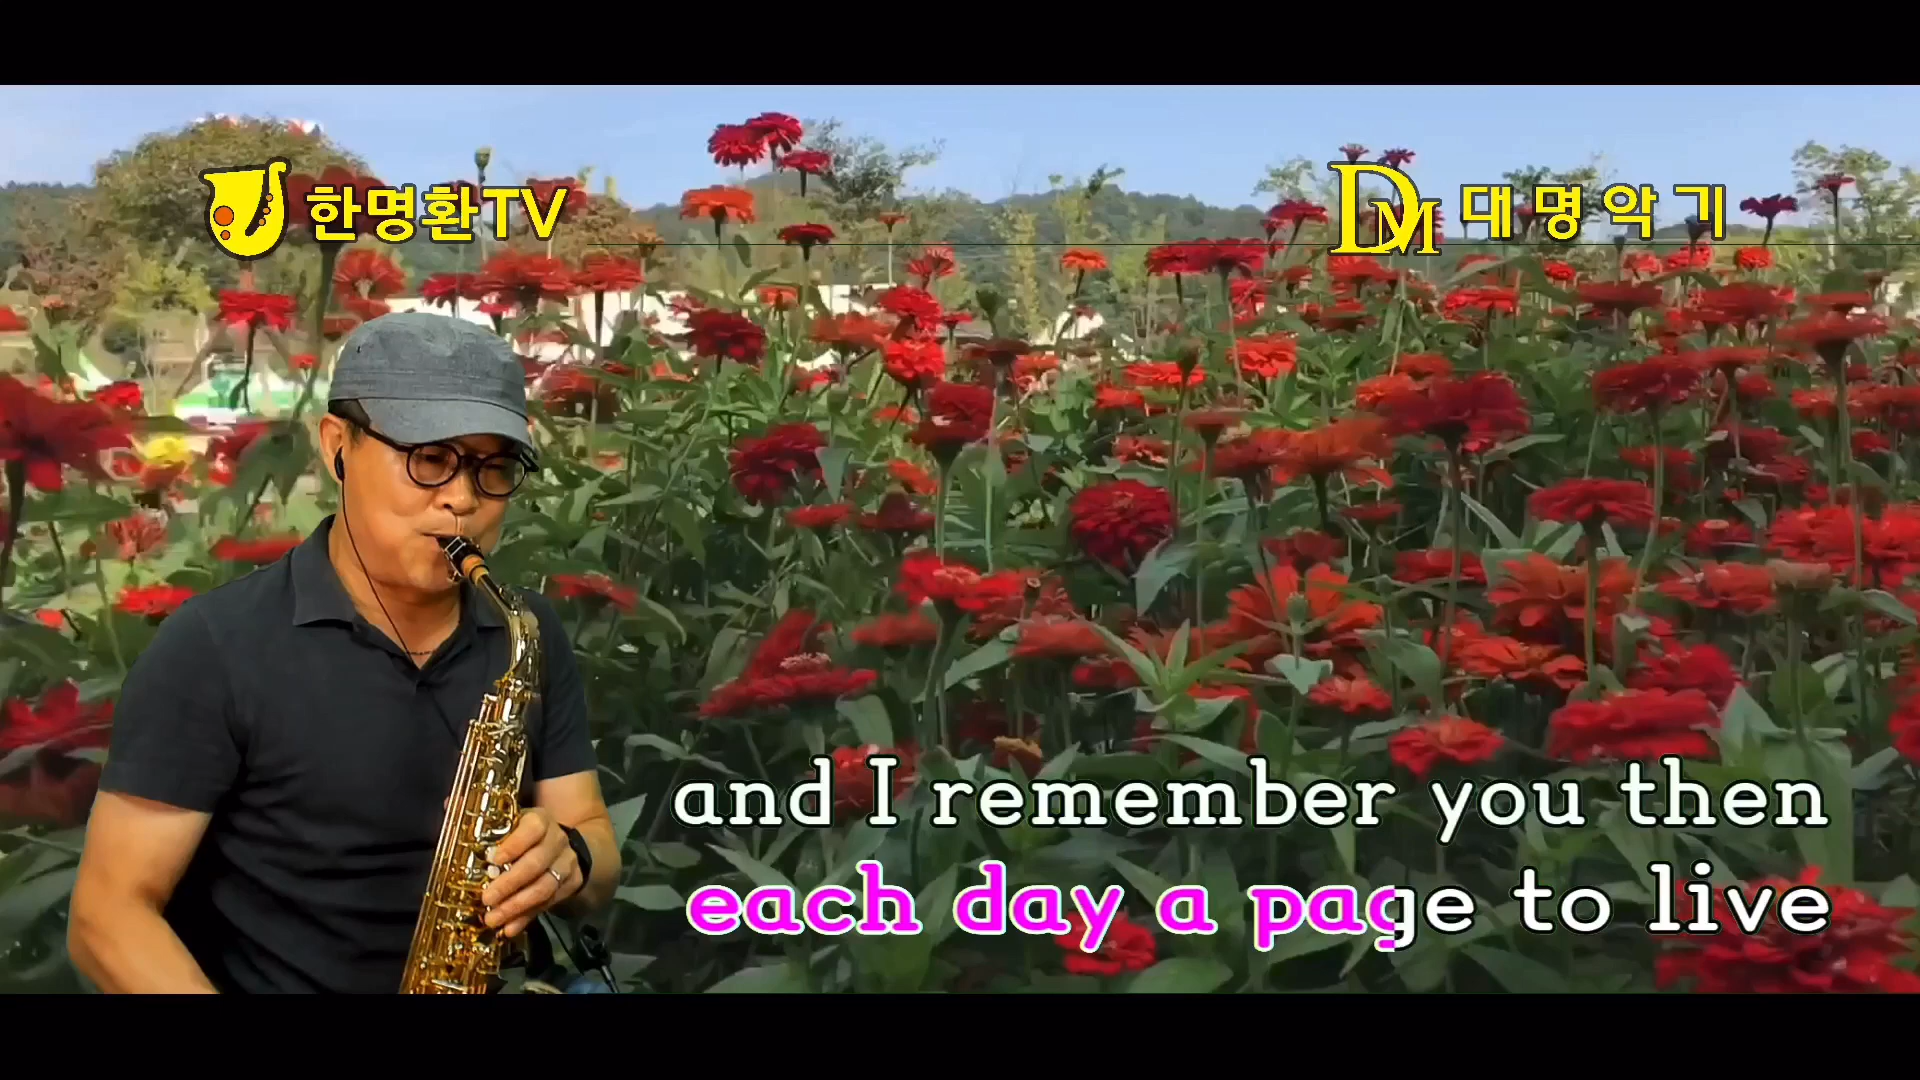 한명환TV
DM 대명악기
and I remember you then
each day a page to live